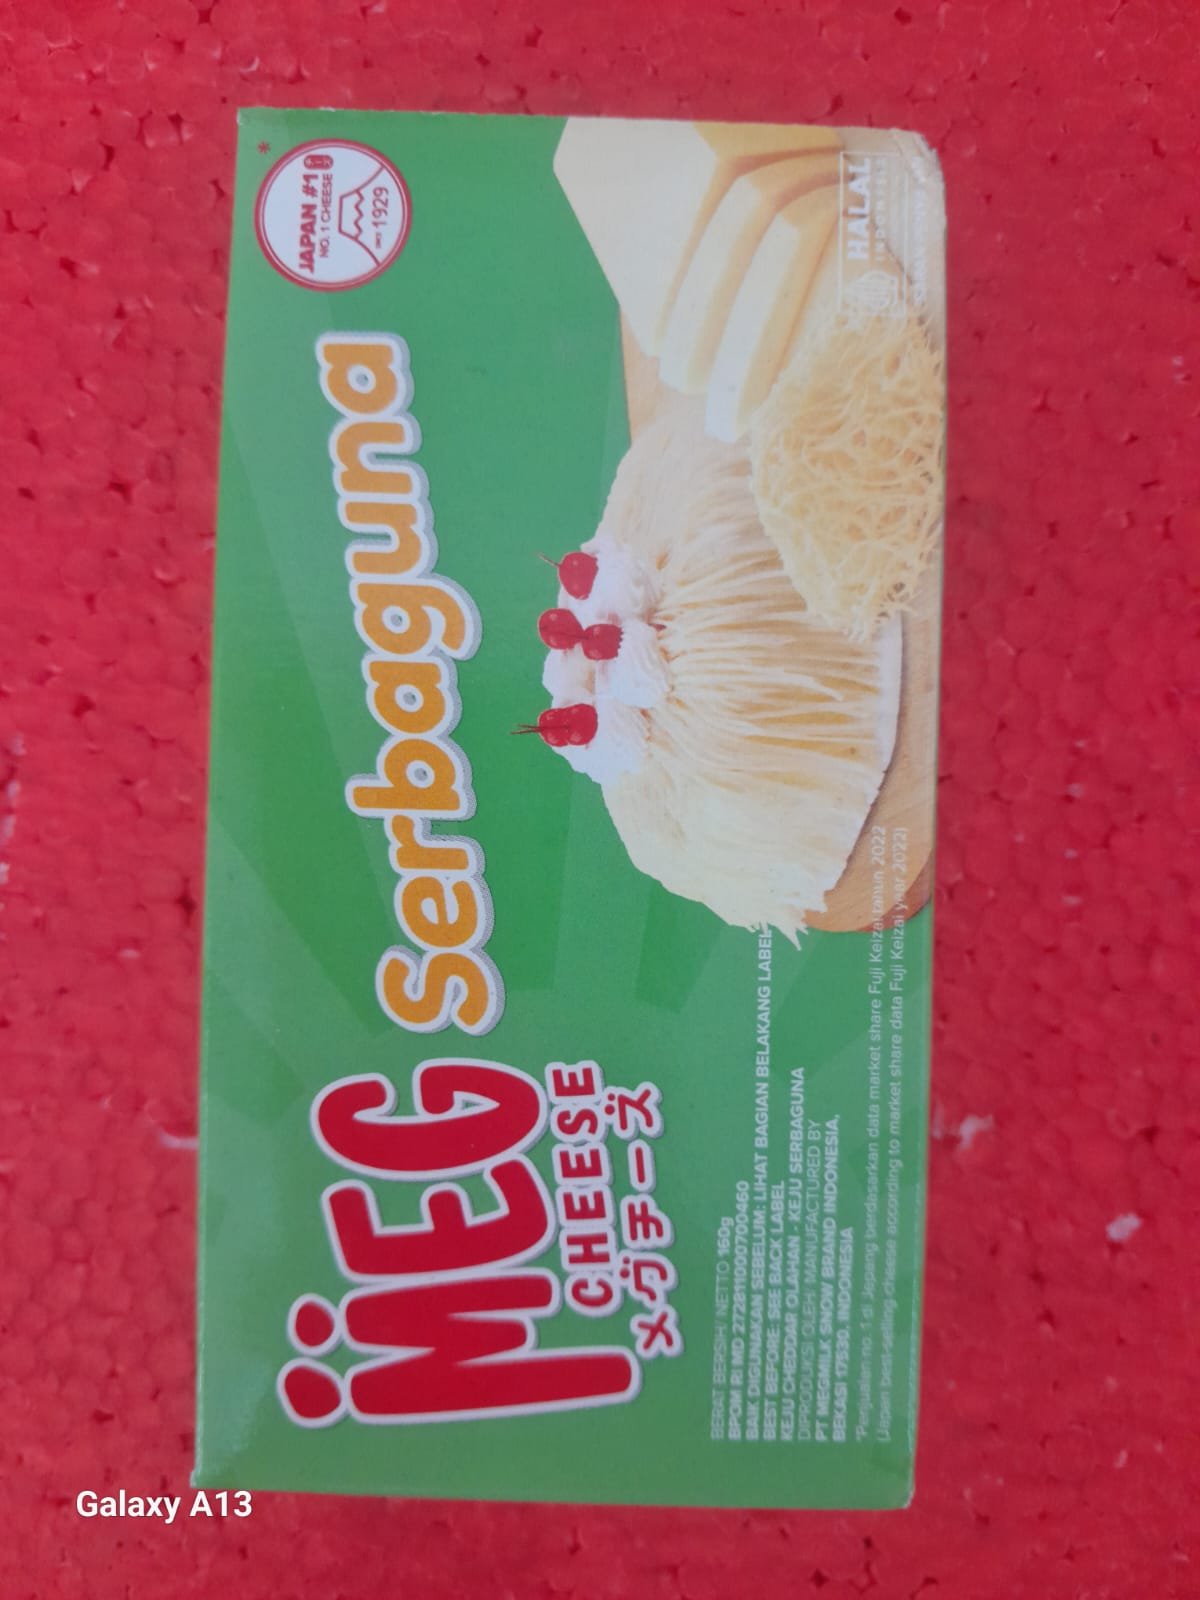 MEG
CHEESE
メグチーズ
Serbaguna
JAPAN #1
NO. 1 CHEESE
SINCE 1929
*
BERAT BERSIH/ NETTO 160g
BPOM RI MD 272811000700460
BAIK DIGUNAKAN SEBELUM: LIHAT BAGIAN BELAKANG LABEL
BEST BEFORE: SEE BACK LABEL
KEJU CHEDDAR OLAHAN - KEJU SERBAGUNA
DIPRODUKSI OLEH/ MANUFACTURED BY
PT MEGMILK SNOW BRAND INDONESIA,
BEKASI 17530, INDONESIA
*Penjualan no. 1 di Jepang berdasarkan data market share Fuji Keizai tahun 2022
(Japan best-selling cheese according to market share data Fuji Keizai year 2022)
HALAL
INDONESIA
Galaxy A13